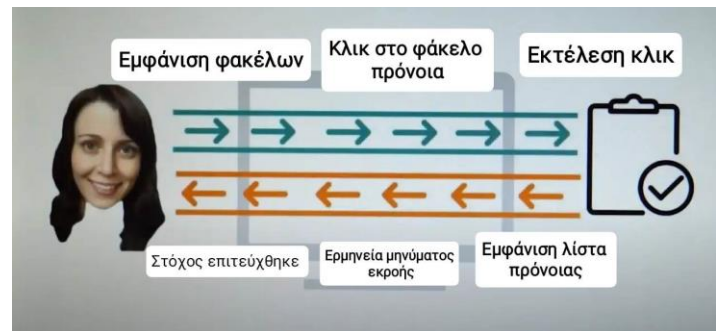 Εμφάνιση φακέλων
Κλικ στο φάκελο
πρόνοια
Εκτέλεση κλικ
Στόχος επιτεύχθηκε
Ερμηνεία μηνύματος
εκροής
Εμφάνιση λίστα
πρόνοιας